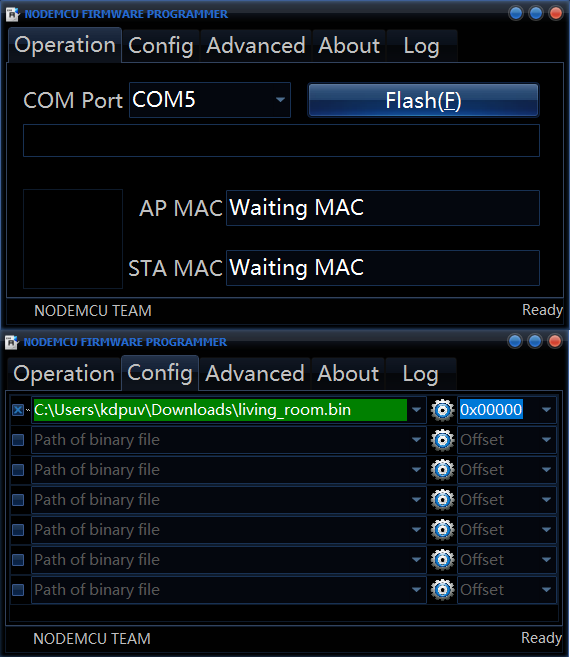 NODEMCU FIRMWARE PROGRAMMER
Operation Config Advanced About Log
COM Port COM5 Flash(F)
AP MAC Waiting MAC
STA MAC Waiting MAC
NODEMCU TEAM Ready
NODEMCU FIRMWARE PROGRAMMER
Operation Config Advanced About Log
C:\Users\kdpuv\Downloads\living_room.bin 0x00000
Path of binary file Offset
Path of binary file Offset
Path of binary file Offset
Path of binary file Offset
Path of binary file Offset
Path of binary file Offset
NODEMCU TEAM Ready